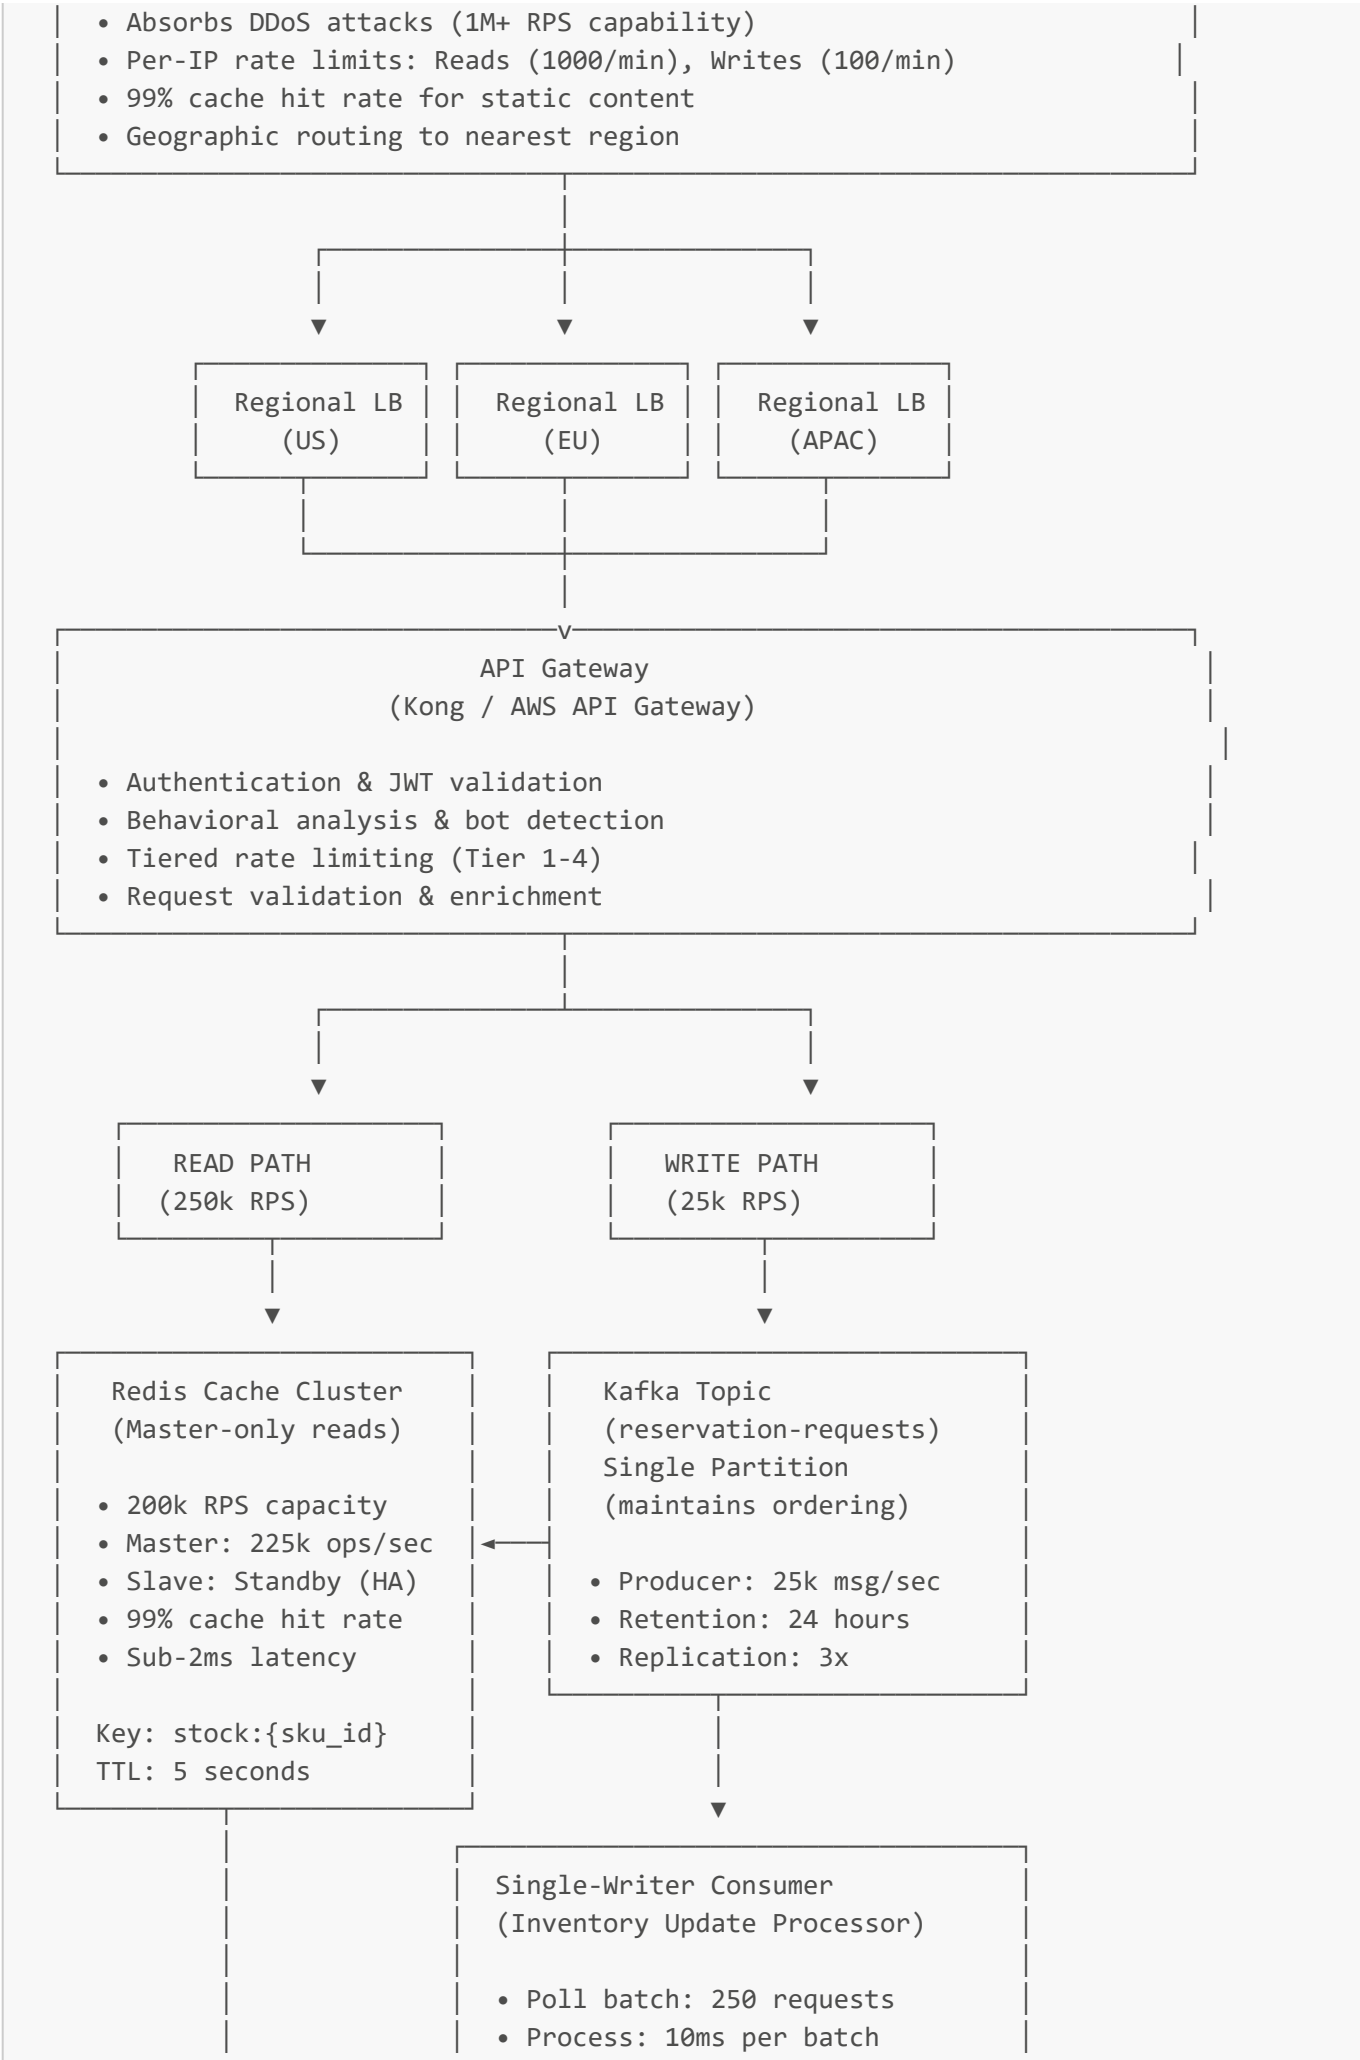 • Absorbs DDoS attacks (1M+ RPS capability)
• Per-IP rate limits: Reads (1000/min), Writes (100/min)
• 99% cache hit rate for static content
• Geographic routing to nearest region
Regional LB Regional LB Regional LB
(US) (EU) (APAC)
v
API Gateway
(Kong / AWS API Gateway)
• Authentication & JWT validation
• Behavioral analysis & bot detection
• Tiered rate limiting (Tier 1-4)
• Request validation & enrichment
READ PATH WRITE PATH
(250k RPS) (25k RPS)
Redis Cache Cluster Kafka Topic
(Master-only reads) (reservation-requests)
Single Partition
• 200k RPS capacity (maintains ordering)
• Master: 225k ops/sec
• Slave: Standby (HA) • Producer: 25k msg/sec
• 99% cache hit rate • Retention: 24 hours
• Sub-2ms latency • Replication: 3x
Key: stock:{sku_id}
TTL: 5 seconds
Single-Writer Consumer
(Inventory Update Processor)
• Poll batch: 250 requests
• Process: 10ms per batch